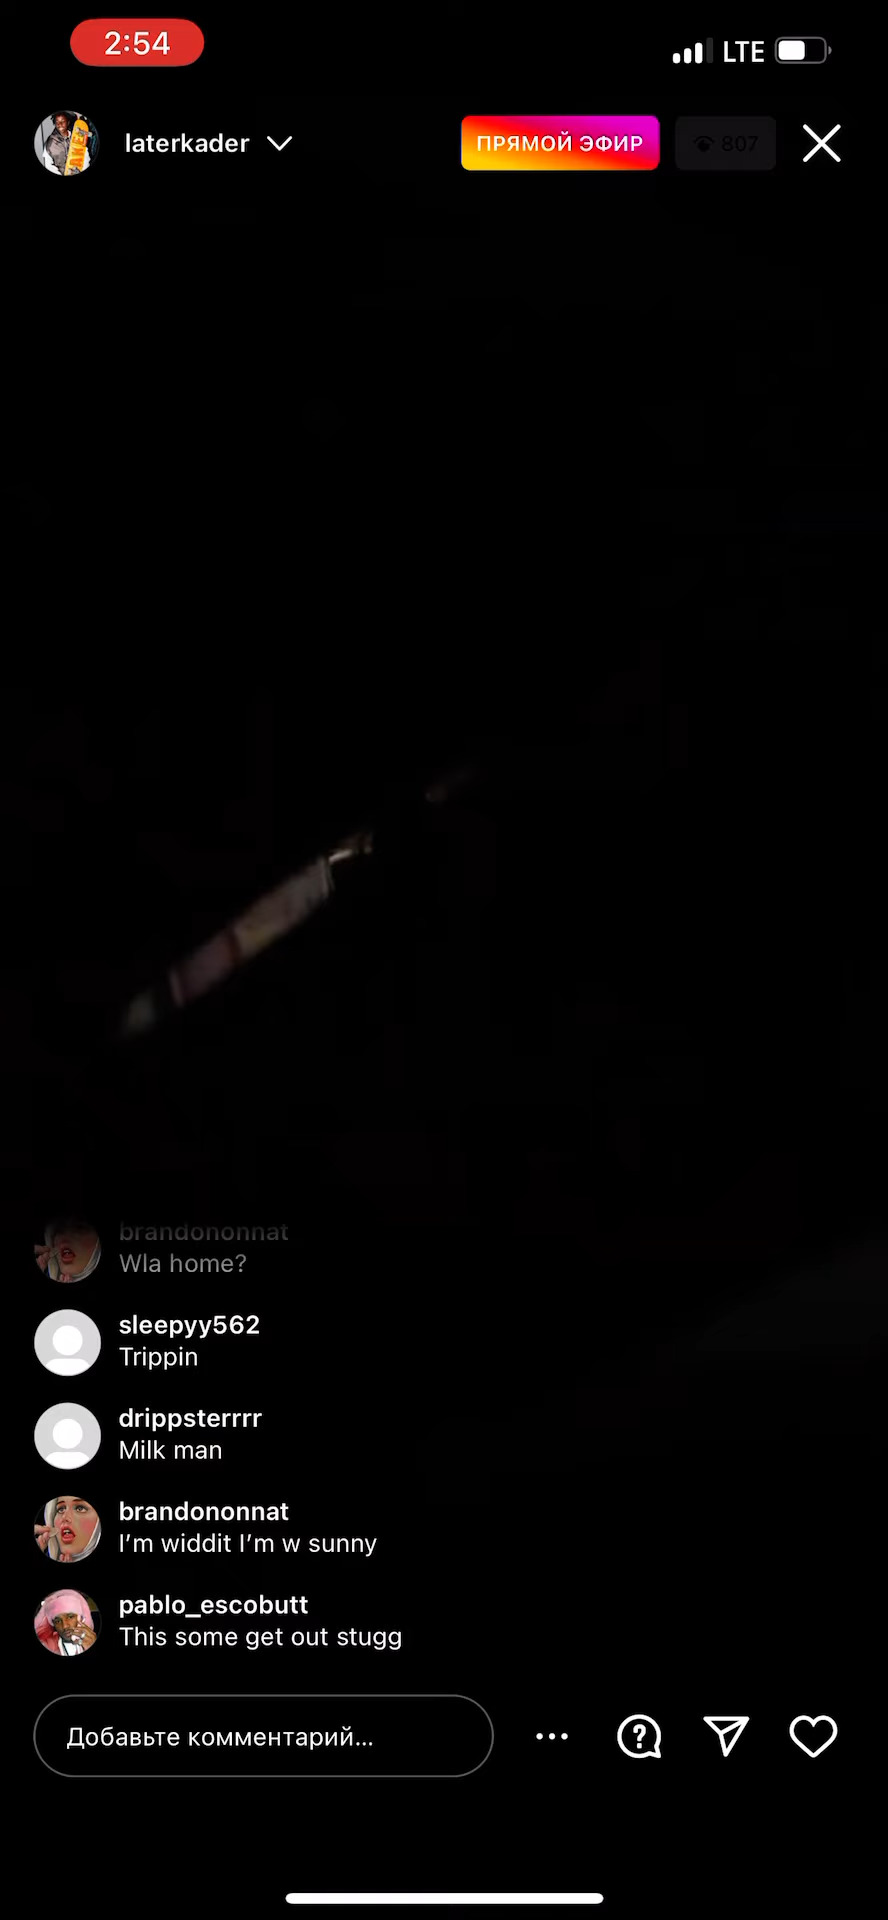 2:54
LTE
laterkader
ПРЯМОЙ ЭФИР
807
brandononnat
Wla home?
sleepyy562
Trippin
drippsterrrr
Milk man
brandononnat
I’m widdit I’m w sunny
pablo_escobutt
This some get out stugg
Добавьте комментарий...